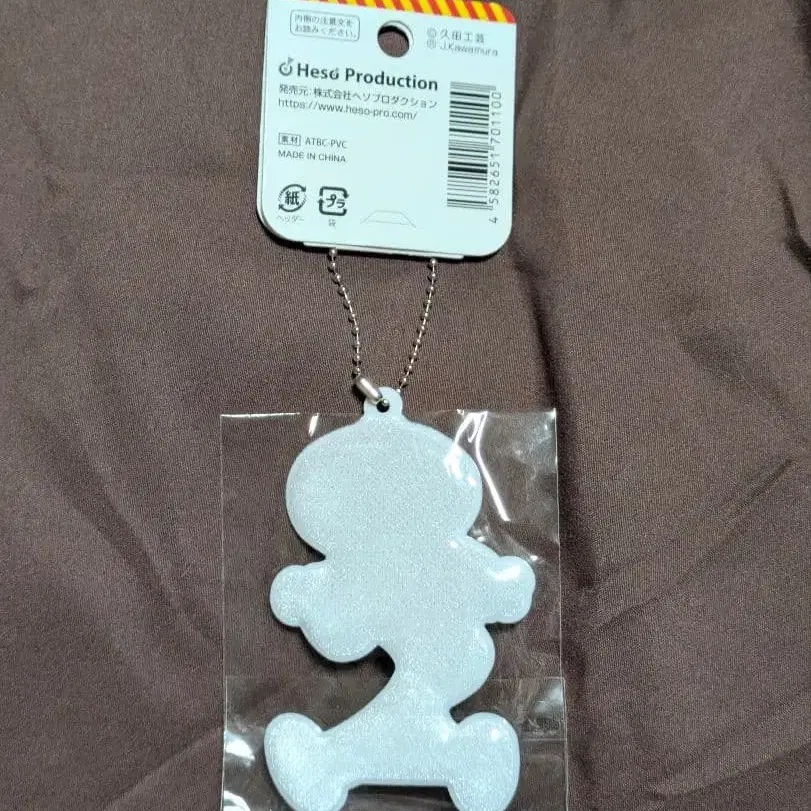 内側の注意文を
お読みください。
© 久田工芸
Ⓡ J.Kawamura
Heso Production
発売元:株式会社ヘソプロダクション
https://www.heso-pro.com/
素材 ATBC-PVC
MADE IN CHINA
紙
ヘッダー
プラ
袋
4 582651 701100